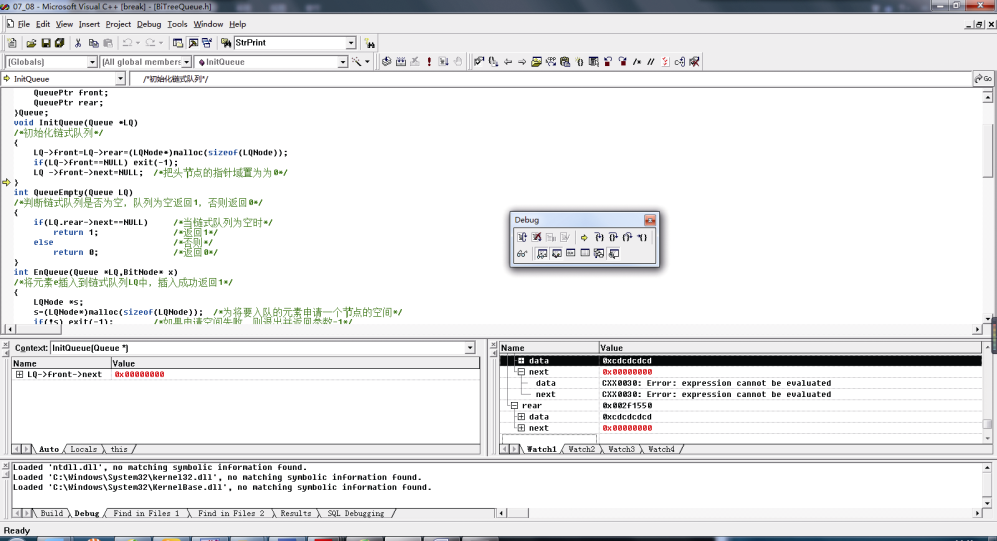 07_08 - Microsoft Visual C++ [break] - [BiTreeQueue.h]
File Edit View Insert Project Debug Tools Window Help
StrPrint
(Globals) (All global members InitQueue
InitQueue /*初始化链式队列*/ Go
QueuePtr front;
QueuePtr rear;
}Queue;
void InitQueue(Queue *LQ)
/*初始化链式队列*/
{
LQ->front=LQ->rear=(LQNode*)malloc(sizeof(LQNode));
if(LQ->front==NULL) exit(-1);
LQ ->front->next=NULL; /*把头节点的指针域置为为0*/
}
int QueueEmpty(Queue LQ)
/*判断链式队列是否为空，队列为空返回1，否则返回0*/
{
if(LQ.rear->next==NULL) /*当链式队列为空时*/
return 1; /*返回1*/
else /*否则*/
return 0; /*返回0*/
}
int EnQueue(Queue *LQ,BitNode* x)
/*将元素e插入到链式队列LQ中，插入成功返回1*/
{
LQNode *s;
s=(LQNode*)malloc(sizeof(LQNode)); /*为将要入队的元素申请一个节点的空间*/
if(!s) exit(-1); /*如果申请空间失败，则退出并返回参数-1*/
Debug
Context: InitQueue(Queue *)
Name Value
LQ->front->next 0x00000000
Auto Locals this
Name Value
data 0xcdcdcdcd
next 0x00000000
data CXX0030: Error: expression cannot be evaluated
next CXX0030: Error: expression cannot be evaluated
rear 0x002f1550
data 0xcdcdcdcd
next 0x00000000
Watch1 Watch2 Watch3 Watch4
Loaded 'ntdll.dll', no matching symbolic information found.
Loaded 'C:\Windows\System32\kernel32.dll', no matching symbolic information found.
Loaded 'C:\Windows\System32\KernelBase.dll', no matching symbolic information found.
Build Debug Find in Files 1 Find in Files 2 Results SQL Debugging
Ready